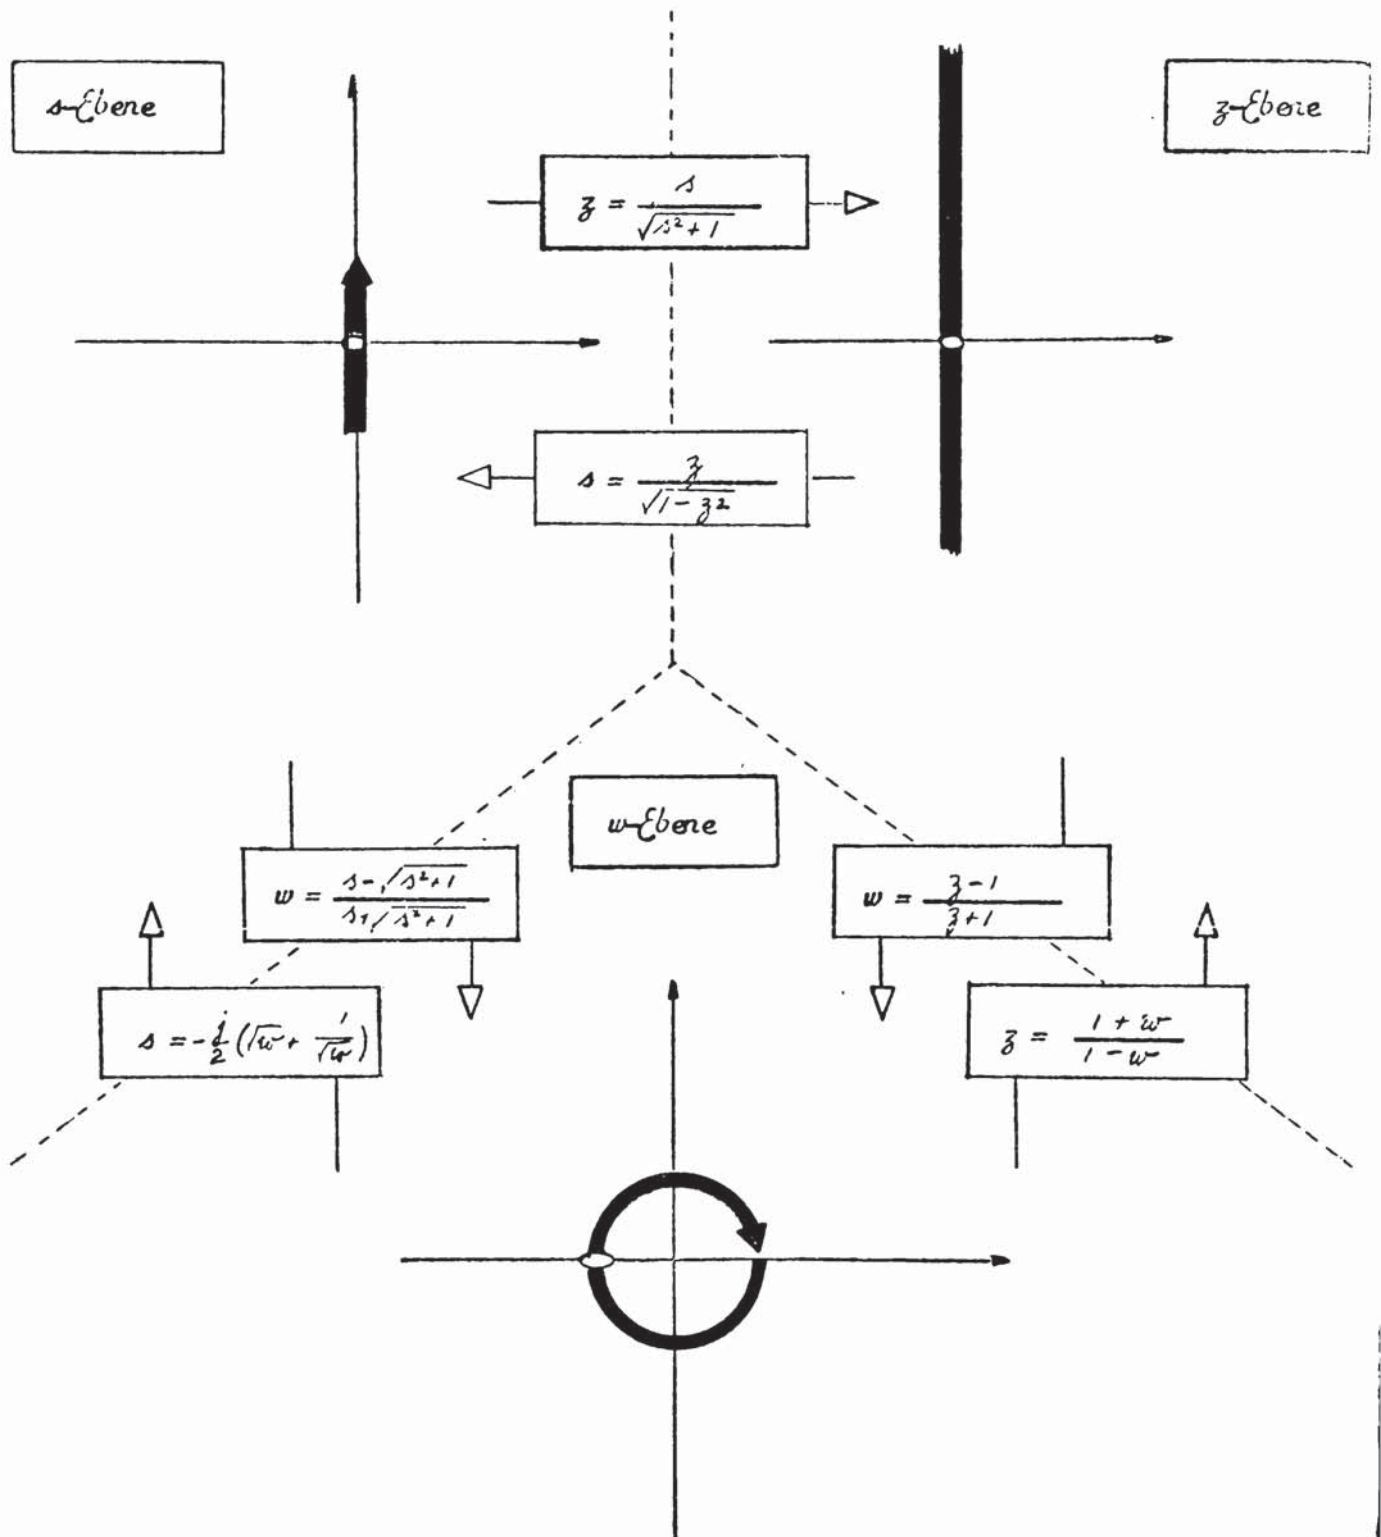 s-Ebene
z-Ebene
z = s / √(s²+1)
s = z / √(1-z²)
w-Ebene
w = (s-√(s²+1)) / (s+√(s²+1))
w = (z-1) / (z+1)
s = -j/2 (√w + 1/√w)
z = (1+w) / (1-w)